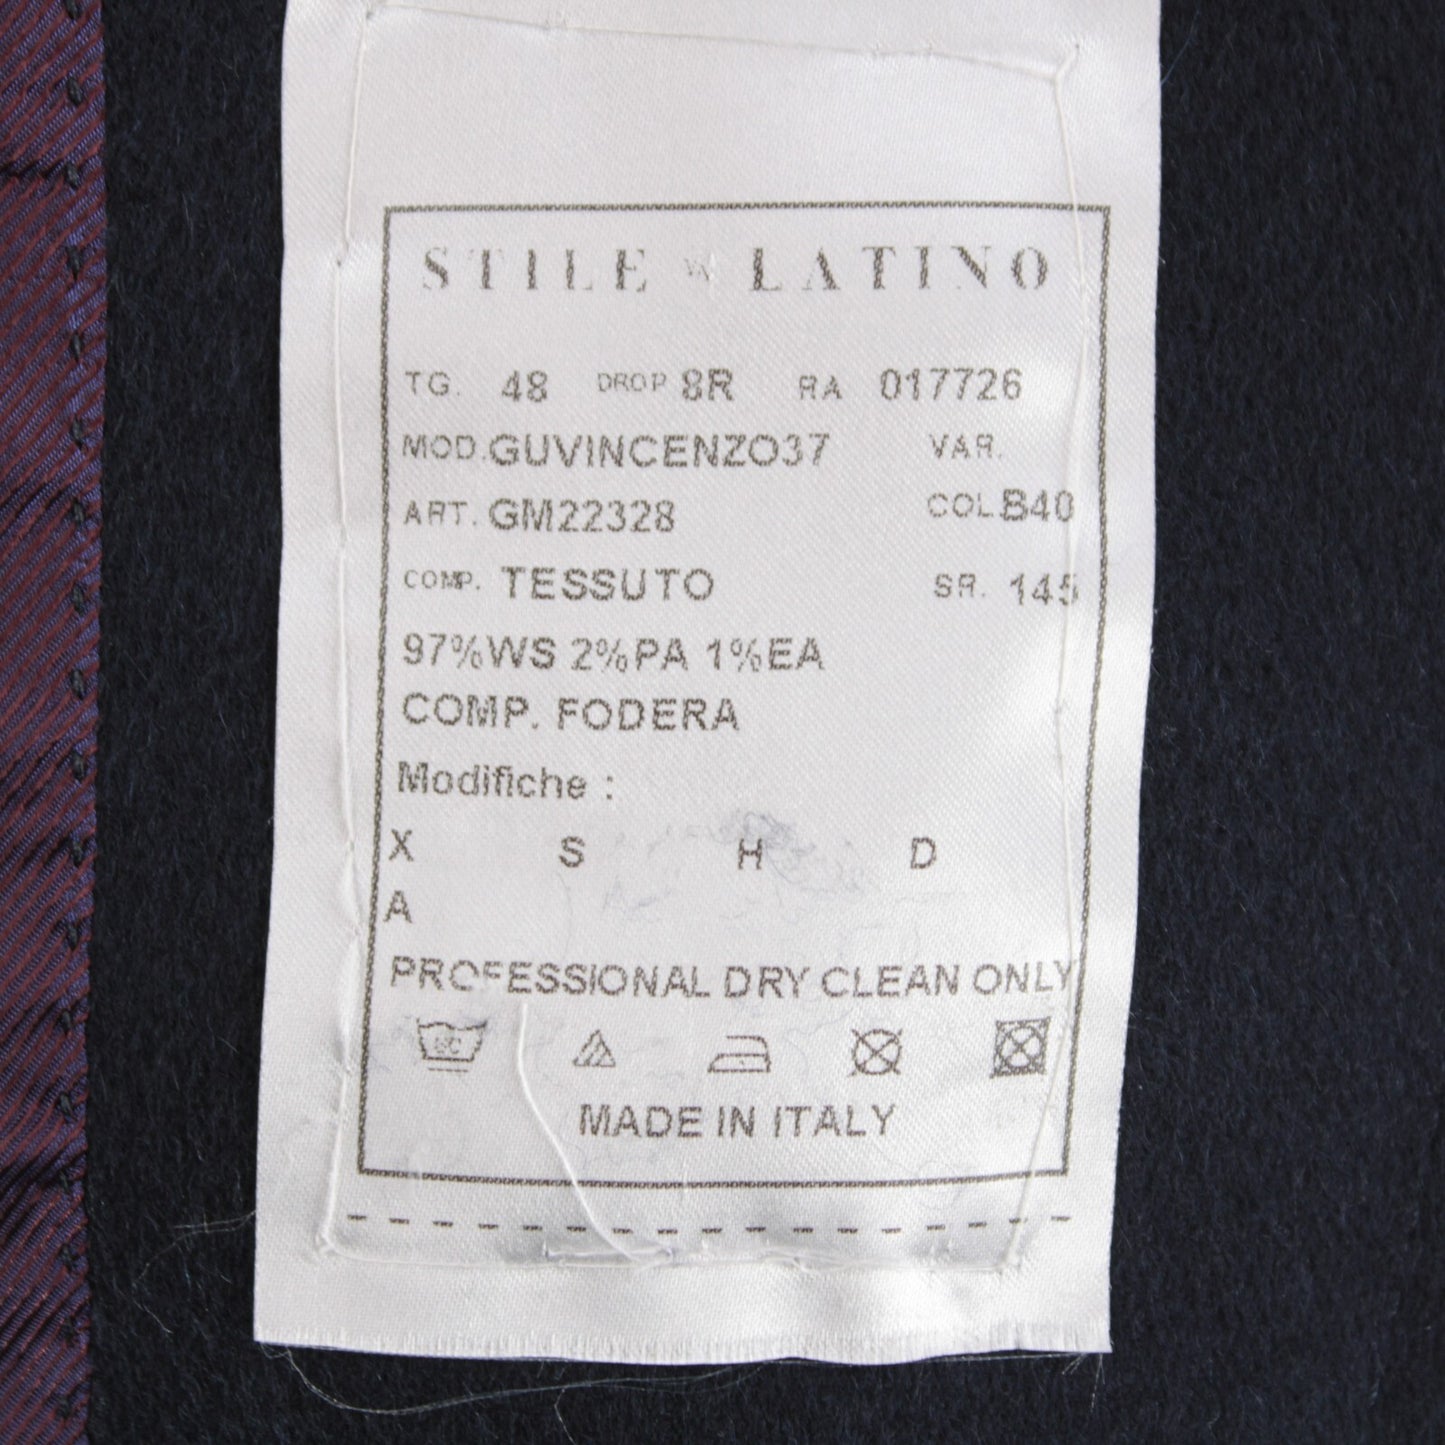 STILE LATINO
TG. 48 DROP 8R RA 017726
MOD. GUVINCENZO37 VAR.
ART. GM22328 COL. B40
COMP. TESSUTO SR. 145
97%WS 2%PA 1%EA
COMP. FODERA
Modifiche :
X S H D
A
PROFESSIONAL DRY CLEAN ONLY
MADE IN ITALY